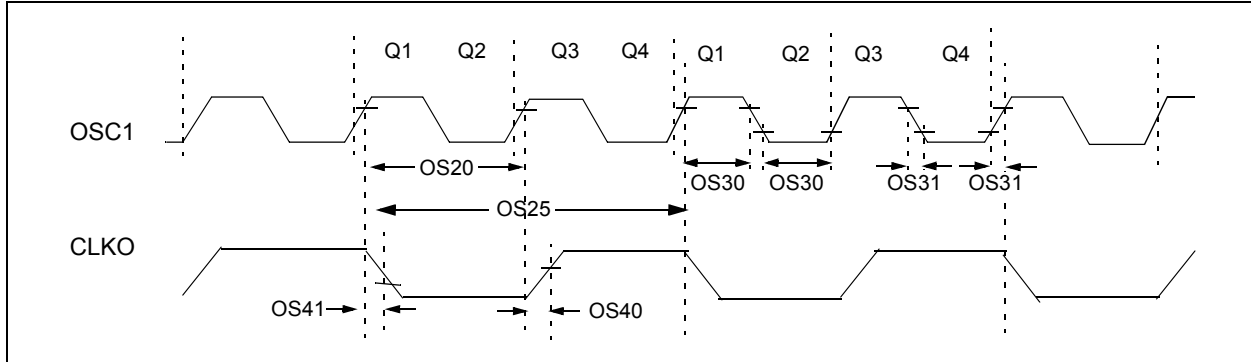 Q1 Q2 Q3 Q4 Q1 Q2 Q3 Q4
OSC1
OS20
OS30 OS30 OS31 OS31
OS25
CLKO
OS41 OS40